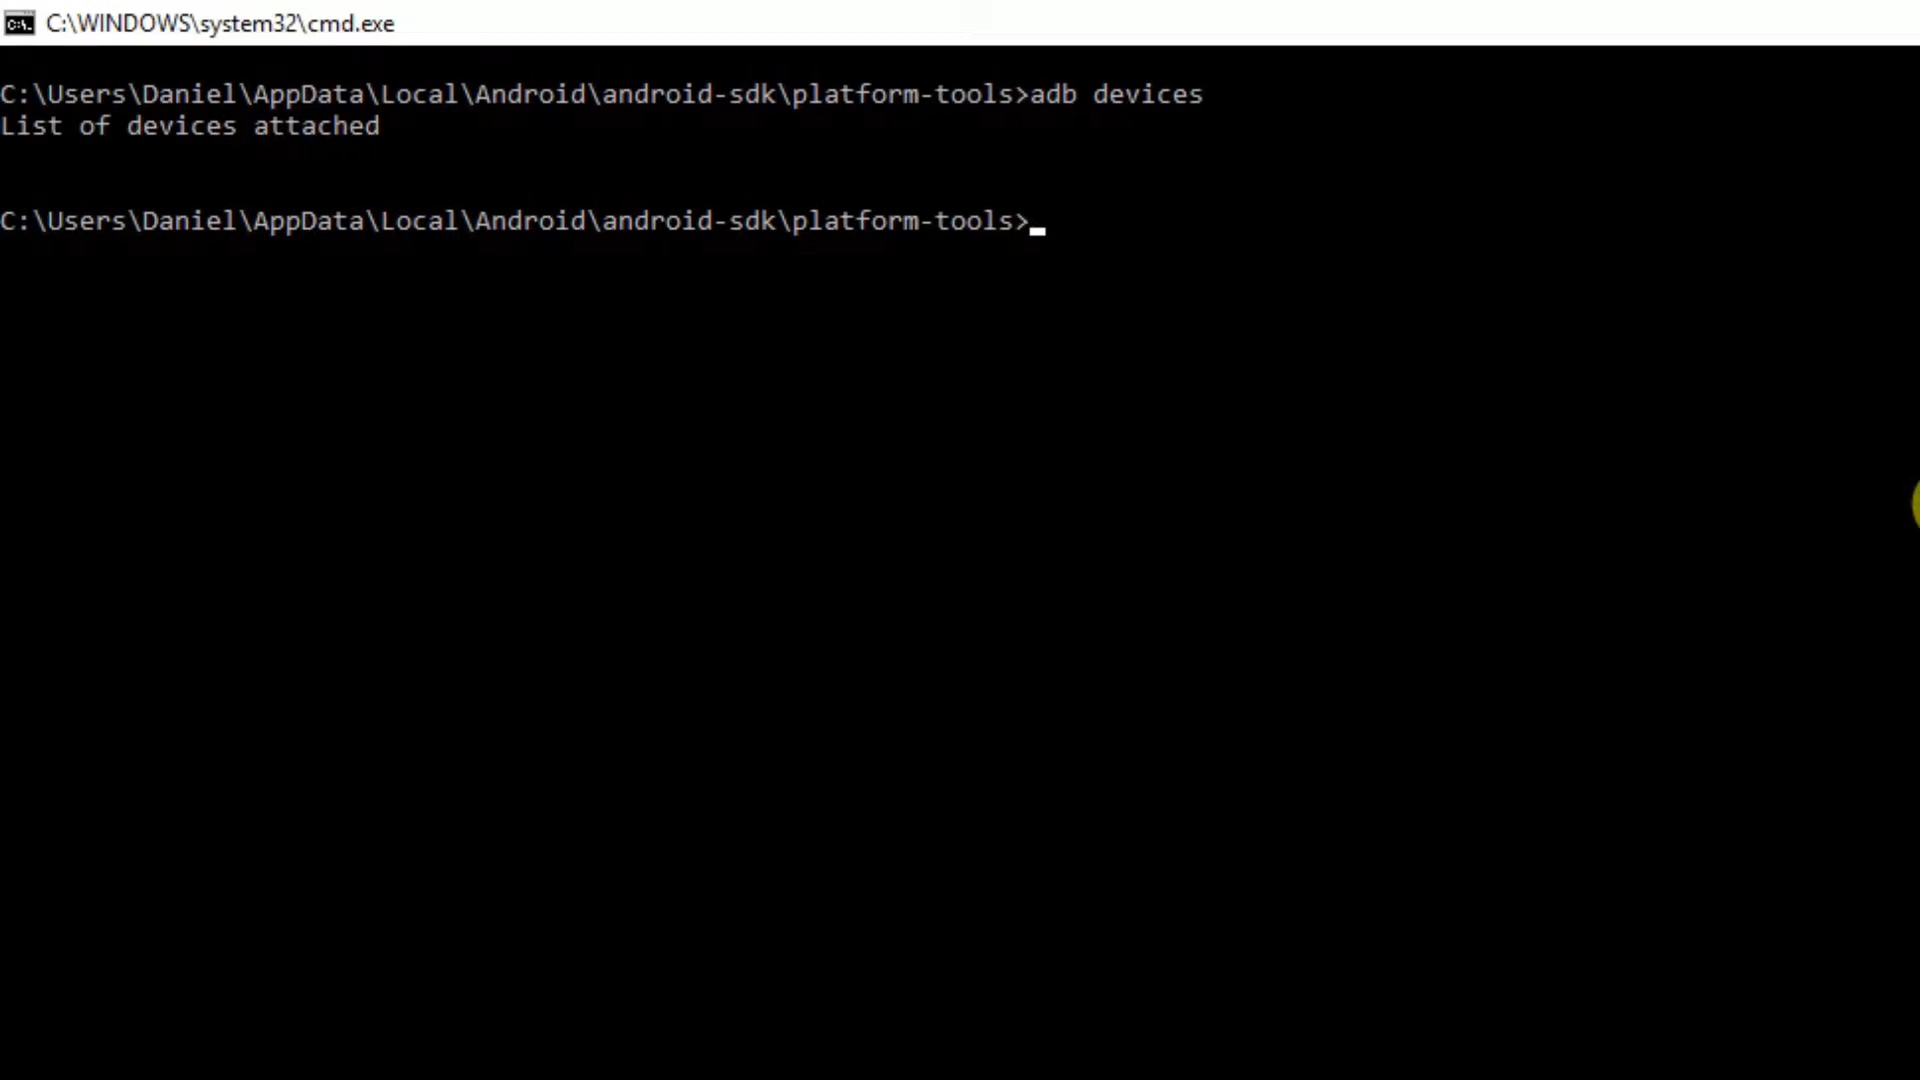 C:\WINDOWS\system32\cmd.exe
C:\Users\Daniel\AppData\Local\Android\android-sdk\platform-tools>adb devices
List of devices attached
C:\Users\Daniel\AppData\Local\Android\android-sdk\platform-tools>